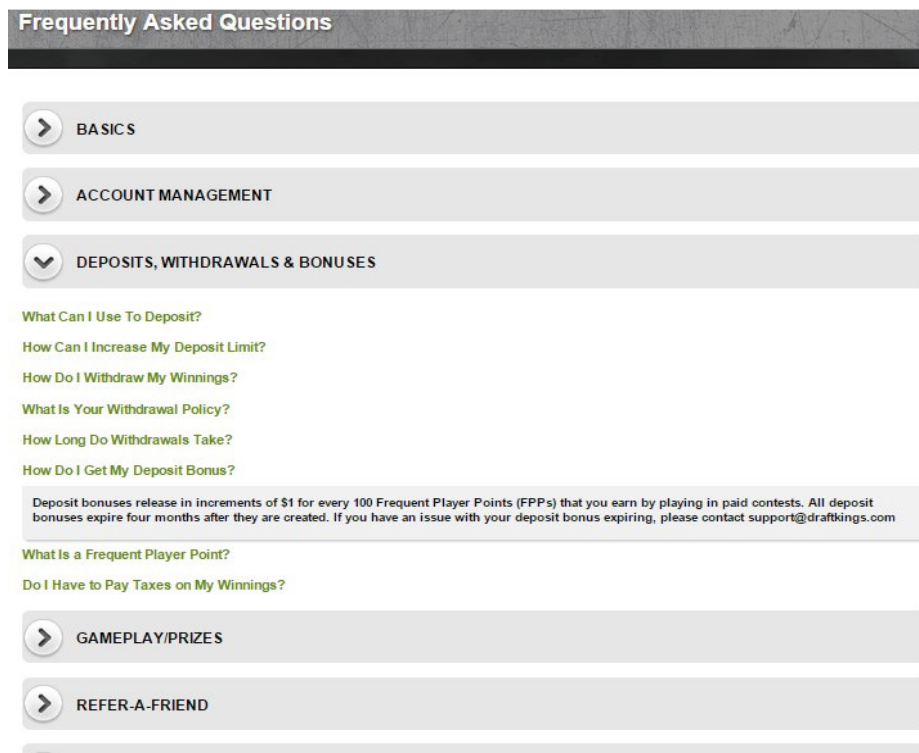 Frequently Asked Questions
BASICS
ACCOUNT MANAGEMENT
DEPOSITS, WITHDRAWALS & BONUSES
What Can I Use To Deposit?
How Can I Increase My Deposit Limit?
How Do I Withdraw My Winnings?
What Is Your Withdrawal Policy?
How Long Do Withdrawals Take?
How Do I Get My Deposit Bonus?
Deposit bonuses release in increments of $1 for every 100 Frequent Player Points (FPPs) that you earn by playing in paid contests. All deposit
bonuses expire four months after they are created. If you have an issue with your deposit bonus expiring, please contact support@draftkings.com
What Is a Frequent Player Point?
Do I Have to Pay Taxes on My Winnings?
GAMEPLAY/PRIZES
REFER-A-FRIEND